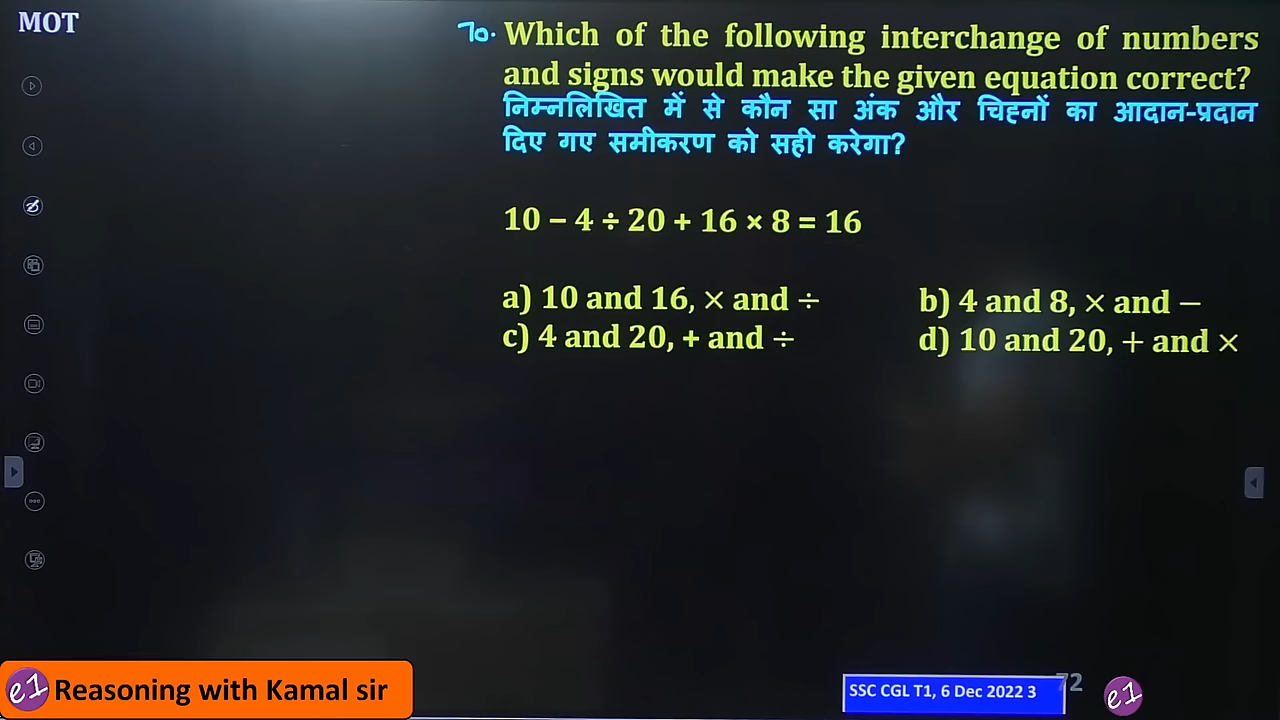 MOT
70. Which of the following interchange of numbers
and signs would make the given equation correct?
निम्नलिखित में से कौन सा अंक और चिह्नों का आदान-प्रदान
दिए गए समीकरण को सही करेगा?
10 − 4 ÷ 20 + 16 × 8 = 16
a) 10 and 16, × and ÷
b) 4 and 8, × and −
c) 4 and 20, + and ÷
d) 10 and 20, + and ×
e1 Reasoning with Kamal sir
SSC CGL T1, 6 Dec 2022 3
72
e1